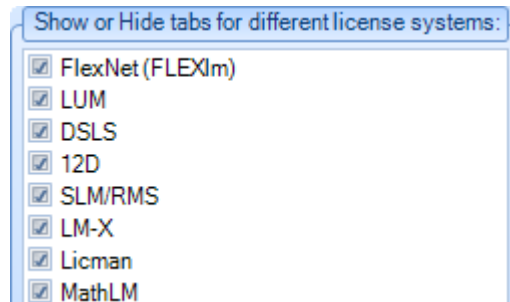 Show or Hide tabs for different license systems:
FlexNet (FLEXlm)
LUM
DSLS
12D
SLM/RMS
LM-X
Licman
MathLM